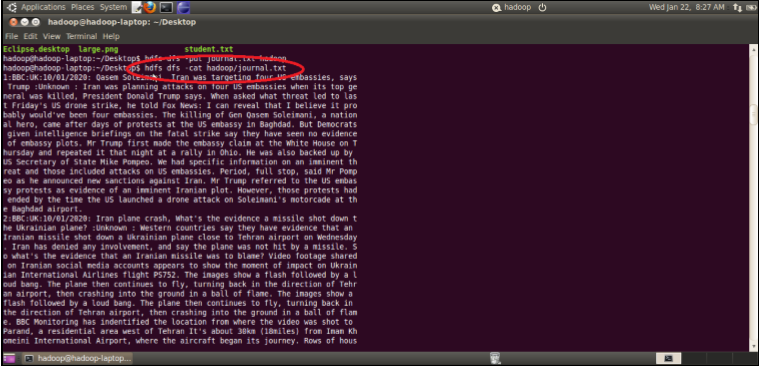 Applications Places System hadoop Wed Jan 22, 8:27 AM
hadoop@hadoop-laptop: ~/Desktop
File Edit View Terminal Help
Eclipse.desktop large.png student.txt
hadoop@hadoop-laptop:~/Desktop$ hdfs dfs -put journal.txt hadoop
hadoop@hadoop-laptop:~/Desktop$ hdfs dfs -cat hadoop/journal.txt
1:BBC:UK:10/01/2020: Qasem Soleimani, Iran was targeting four US embassies, says
Trump :Unknown : Iran was planning attacks on four US embassies when its top ge
neral was killed, President Donald Trump says. When asked what threat led to las
t Friday's US drone strike, he told Fox News: I can reveal that I believe it pro
bably would've been four embassies. The killing of Gen Qasem Soleimani, a nation
al hero, came after days of protests at the US embassy in Baghdad. But Democrats
given intelligence briefings on the fatal strike say they have seen no evidence
of embassy plots. Mr Trump first made the embassy claim at the White House on T
hursday and repeated it that night at a rally in Ohio. He was also backed up by
US Secretary of State Mike Pompeo. We had specific information on an imminent th
reat and those included attacks on US embassies. Period, full stop, said Mr Pomp
eo as he announced new sanctions against Iran. Mr Trump referred to the US embas
sy protests as evidence of an imminent Iranian plot. However, those protests had
ended by the time the US launched a drone attack on Soleimani's motorcade at th
e Baghdad airport.
2:BBC:UK:10/01/2020: Iran plane crash, What's the evidence a missile shot down t
he Ukrainian plane? :Unknown : Western countries say they have evidence that an
Iranian missile shot down a Ukrainian plane close to Tehran airport on Wednesday
. Iran has denied any involvement, and say the plane was not hit by a missile. S
o what's the evidence that an Iranian missile was to blame? Video footage shared
on Iranian social media accounts appears to show the moment of impact on Ukrain
ian International Airlines flight PS752. The images show a flash followed by a l
oud bang. The plane then continues to fly, turning back in the direction of Tehr
an airport, then crashing into the ground in a ball of flame. The images show a
flash followed by a loud bang. The plane then continues to fly, turning back in
the direction of Tehran airport, then crashing into the ground in a ball of flam
e. BBC Monitoring has indentified the location from where the video was shot to
Parand, a residential area west of Tehran It's about 30km (18miles) from Imam Kh
omeini International Airport, where the aircraft began its journey. Rows of hous
hadoop@hadoop-laptop...